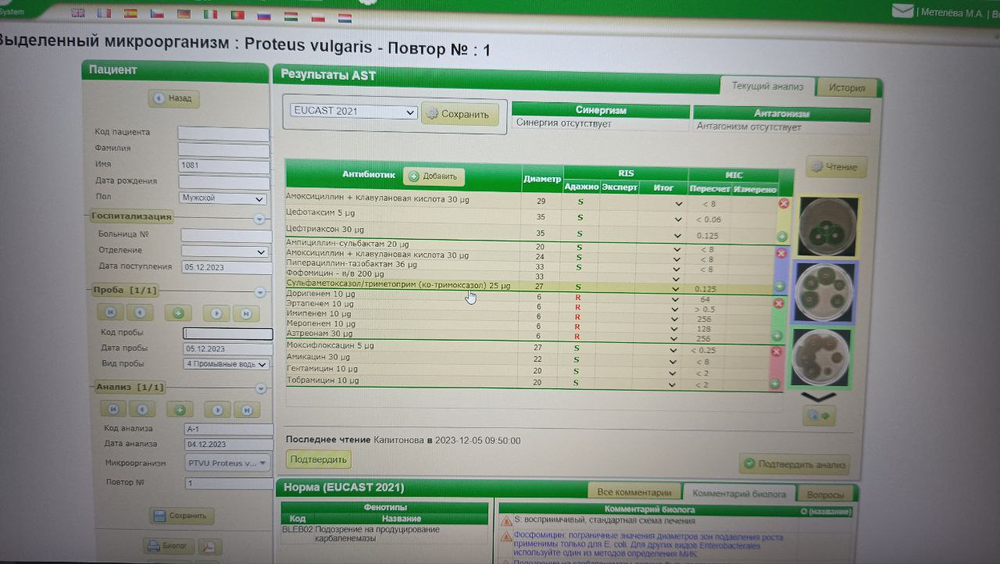 System
| Метелёва М.А. |
Выделенный микроорганизм : Proteus vulgaris - Повтор № : 1
Пациент
Назад
Код пациента
Фамилия
Имя 1081
Дата рождения
Пол Мужской
Госпитализация
Больница №
Отделение
Дата поступления 05.12.2023
Проба [1/1]
Код пробы
Дата пробы 05.12.2023
Вид пробы 4 Промывные водь
Анализ [1/1]
Код анализа A-1
Дата анализа 04.12.2023
Микроорганизм PTVU Proteus v...
Повтор № 1
Сохранить
Биолог
Результаты AST
Текущий анализ История
EUCAST 2021 Сохранить
Синергизм Антагонизм
Синергия отсутствует Антагонизм отсутствует
Чтение
Антибиотик Добавить Диаметр RIS MIC
Адажио Эксперт Итог Пересчет Измерено
Амоксициллин + клавулановая кислота 30 µg 29 S < 8
Цефотаксим 5 µg 35 S < 0.06
Цефтриаксон 30 µg 35 S 0.125
Ампициллин-сульбактам 20 µg 20 S < 8
Амоксициллин + клавулановая кислота 30 µg 24 S < 8
Пиперациллин-тазобактам 36 µg 33 S < 8
Фофомицин - в/в 200 µg 33
Сульфаметоксазол/триметоприм (ко-тримоксазол) 25 µg 27 S 0.125
Дорипенем 10 µg 6 R 64
Эртапенем 10 µg 6 R > 0.5
Имипенем 10 µg 6 R 256
Меропенем 10 µg 6 R 128
Азтреонам 30 µg 6 R 256
Моксифлоксацин 5 µg 27 S < 0.25
Амикацин 30 µg 22 S < 8
Гентамицин 10 µg 20 S < 2
Тобрамицин 10 µg 20 S < 2
Последнее чтение Капитонова в 2023-12-05 09:50:00
Подтвердить
Подтвердить анализ
Норма (EUCAST 2021)
Фенотипы
Код Название
BLEB02 Подозрение на продуцирование
карбапенемазы
Все комментарии Комментарий биолога Вопросы
Комментарий биолога О (название)
S: восприимчивый, стандартная схема лечения
Фосфомицин: пограничные значения диаметров зон подавления роста
применимы только для E. coli. Для других видов Enterobacterales
используйте один из методов определения МИК